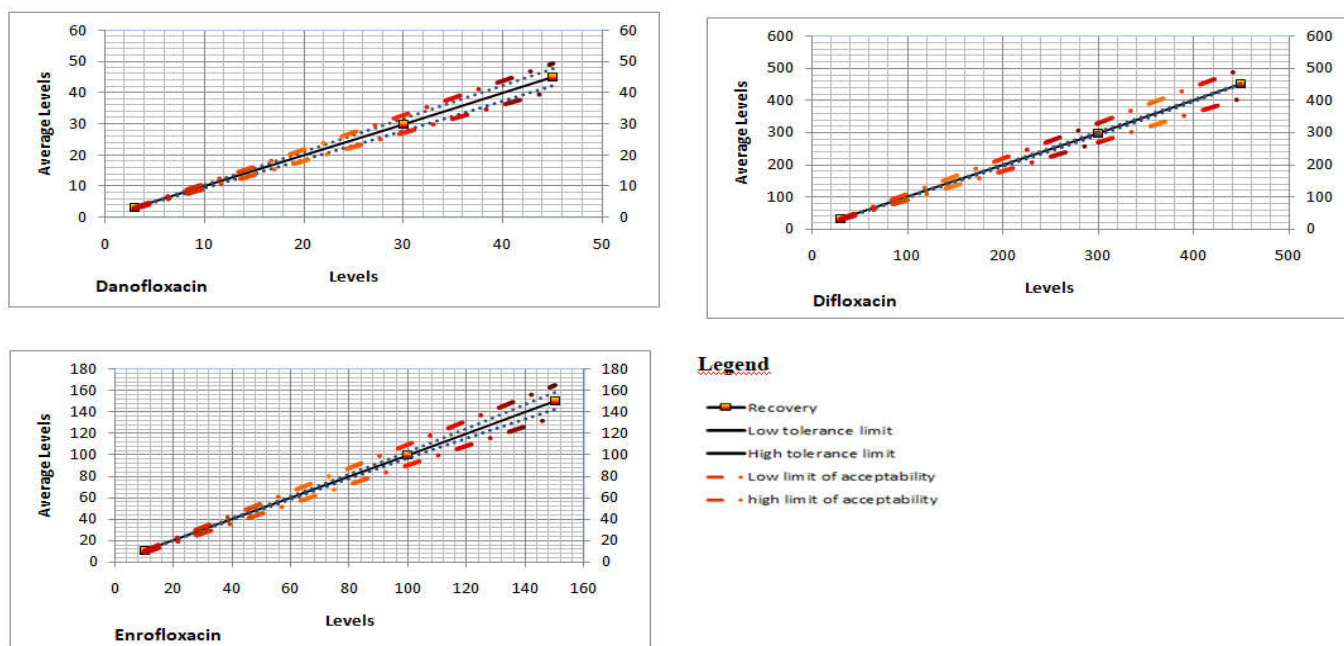 60
50
40
30
20
10
0
Average Levels
60
50
40
30
20
10
0
0 10 20 30 40 50
Levels
Danofloxacin
600
500
400
300
200
100
0
Average Levels
600
500
400
300
200
100
0
0 100 200 300 400 500
Levels
Difloxacin
180
160
140
120
100
80
60
40
20
0
Average Levels
180
160
140
120
100
80
60
40
20
0
0 20 40 60 80 100 120 140 160
Levels
Enrofloxacin
Legend
Recovery
Low tolerance limit
High tolerance limit
Low limit of acceptability
high limit of acceptability